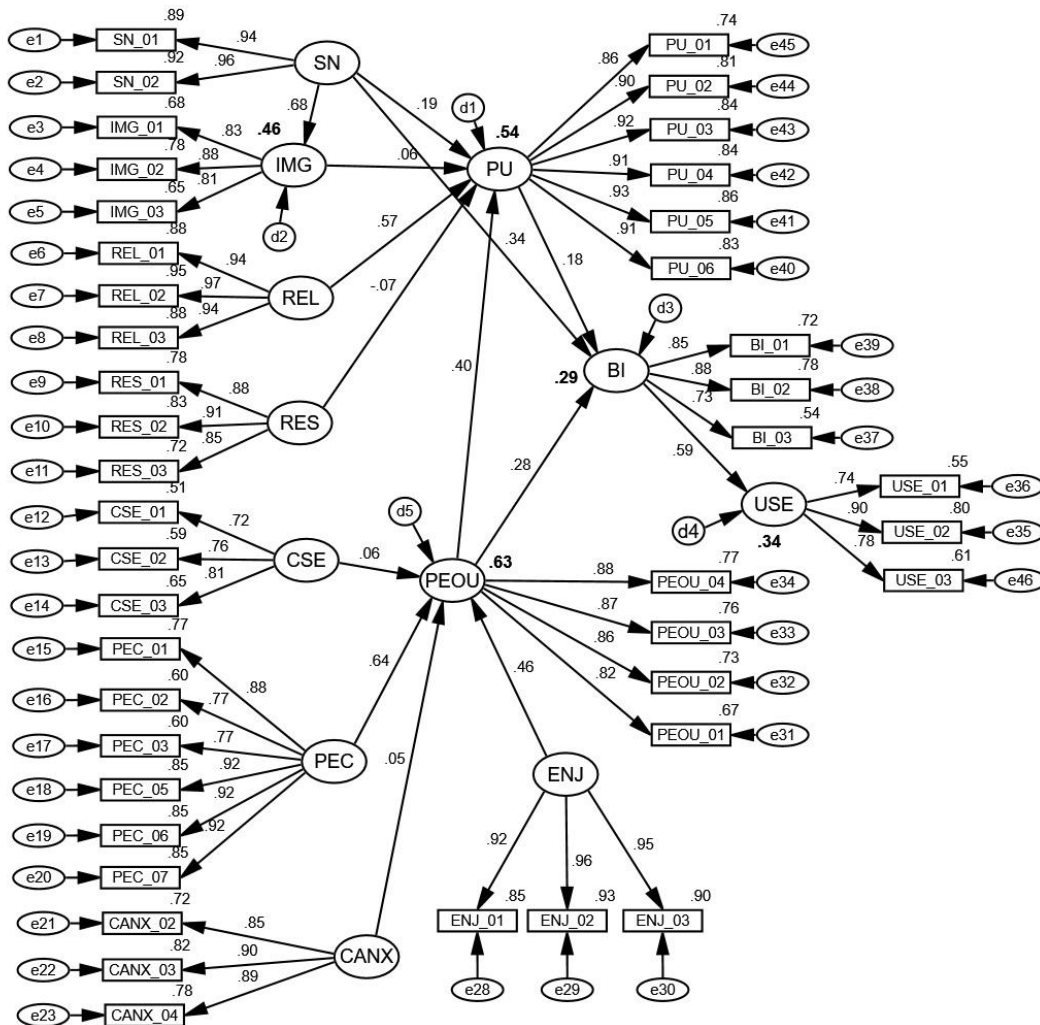 .89
e1 SN_01 .94 SN
.92
e2 SN_02 .96
.68
e3 IMG_01 .83 .68 .46
.78
e4 IMG_02 .88 IMG .06
.65
e5 IMG_03 .81 d2
.88
e6 REL_01 .94
.95
e7 REL_02 .97 REL .57
.88
e8 REL_03 .94
.78
e9 RES_01 .88 -.07
.83
e10 RES_02 .91 RES
.72
e11 RES_03 .85
.51
e12 CSE_01 .72
.59
e13 CSE_02 .76 CSE .06
.65
e14 CSE_03 .81
.77
e15 PEC_01 .88
.60
e16 PEC_02 .77
.60
e17 PEC_03 .77 PEC .64
.85
e18 PEC_05 .92
.85
e19 PEC_06 .92
.85
e20 PEC_07 .92
.72
e21 CANX_02 .85
.82
e22 CANX_03 .90 CANX .05
.78
e23 CANX_04 .89
.19 d1 .54 PU
.34 .18 .40
.74
.86 PU_01 e45
.81
.90 PU_02 e44
.84
.92 PU_03 e43
.84
.91 PU_04 e42
.86
.93 PU_05 e41
.83
.91 PU_06 e40
d3 BI .29
.72
.85 BI_01 e39
.78
.88 BI_02 e38
.54
.73 BI_03 e37
.28 .59
d4 USE .34
.55
.74 USE_01 e36
.80
.90 USE_02 e35
.61
.78 USE_03 e46
d5 PEOU .63
.77
.88 PEOU_04 e34
.76
.87 PEOU_03 e33
.73
.86 PEOU_02 e32
.67
.82 PEOU_01 e31
.46
ENJ
.92 .96 .95
.85 .93 .90
ENJ_01 ENJ_02 ENJ_03
e28 e29 e30